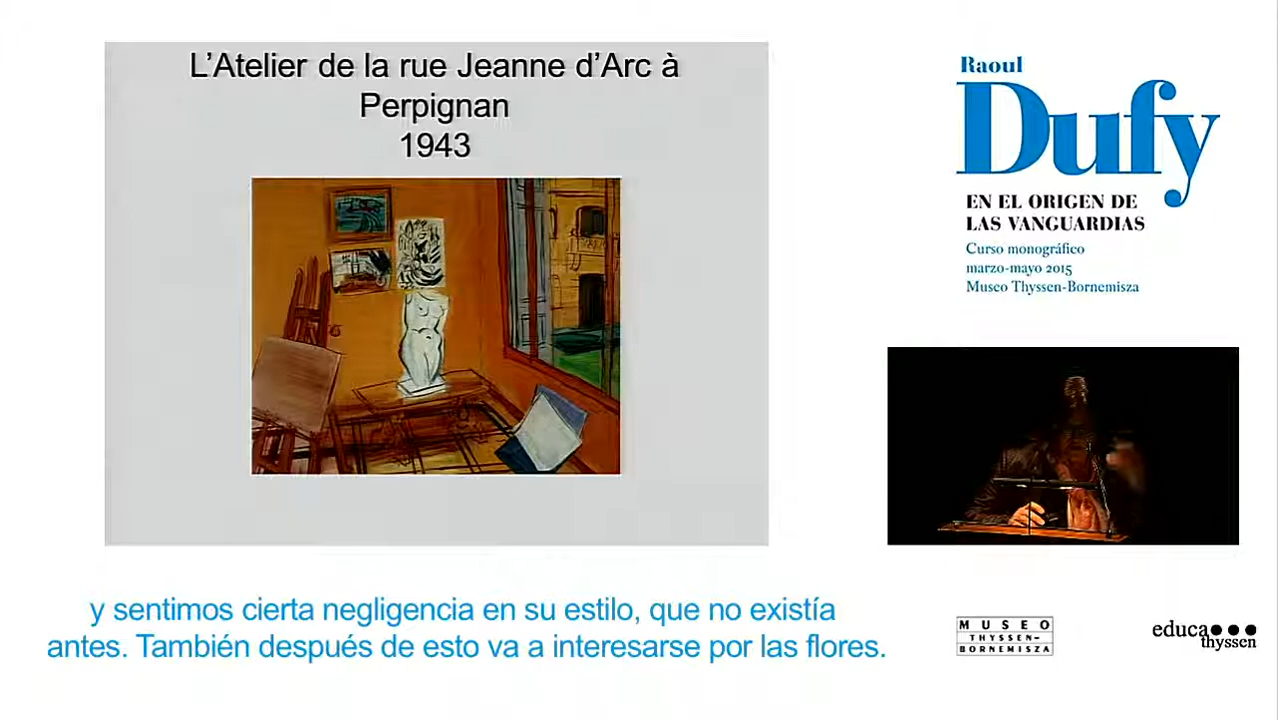 L'Atelier de la rue Jeanne d'Arc à
Perpignan
1943
Raoul
Dufy
EN EL ORIGEN DE
LAS VANGUARDIAS
Curso monográfico
marzo-mayo 2015
Museo Thyssen-Bornemisza
y sentimos cierta negligencia en su estilo, que no existía
antes. También después de esto va a interesarse por las flores.
MUSEO
THYSSEN-
BORNEMISZA
educa
thyssen